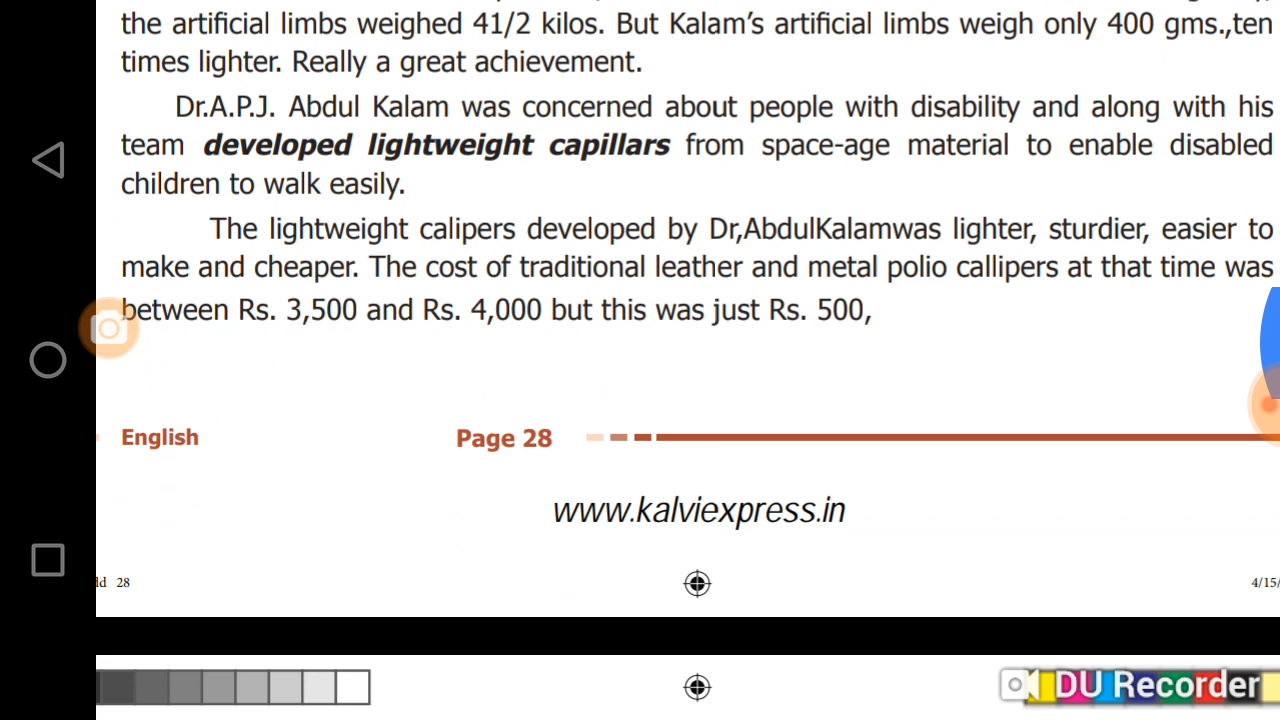 the artificial limbs weighed 41/2 kilos. But Kalam's artificial limbs weigh only 400 gms.,ten
times lighter. Really a great achievement.
Dr.A.P.J. Abdul Kalam was concerned about people with disability and along with his
team developed lightweight capillars from space-age material to enable disabled
children to walk easily.
The lightweight calipers developed by Dr,AbdulKalamwas lighter, sturdier, easier to
make and cheaper. The cost of traditional leather and metal polio callipers at that time was
between Rs. 3,500 and Rs. 4,000 but this was just Rs. 500,
English Page 28
www.kalviexpress.in
28 4/15/
DU Recorder